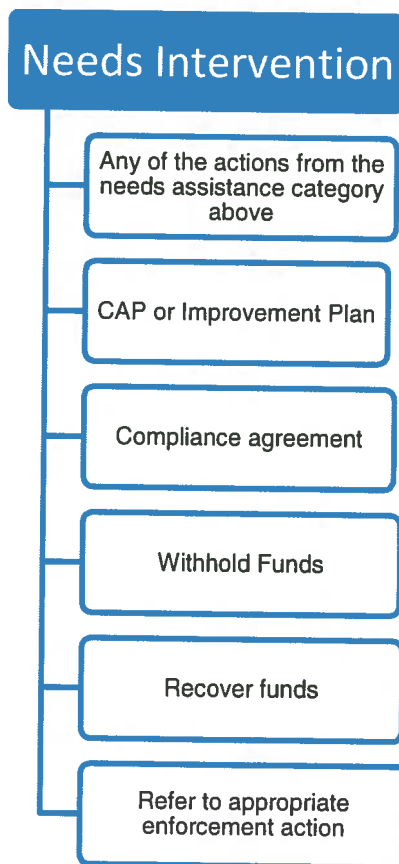 Needs Intervention
Any of the actions from the
needs assistance category
above
CAP or Improvement Plan
Compliance agreement
Withhold Funds
Recover funds
Refer to appropriate
enforcement action